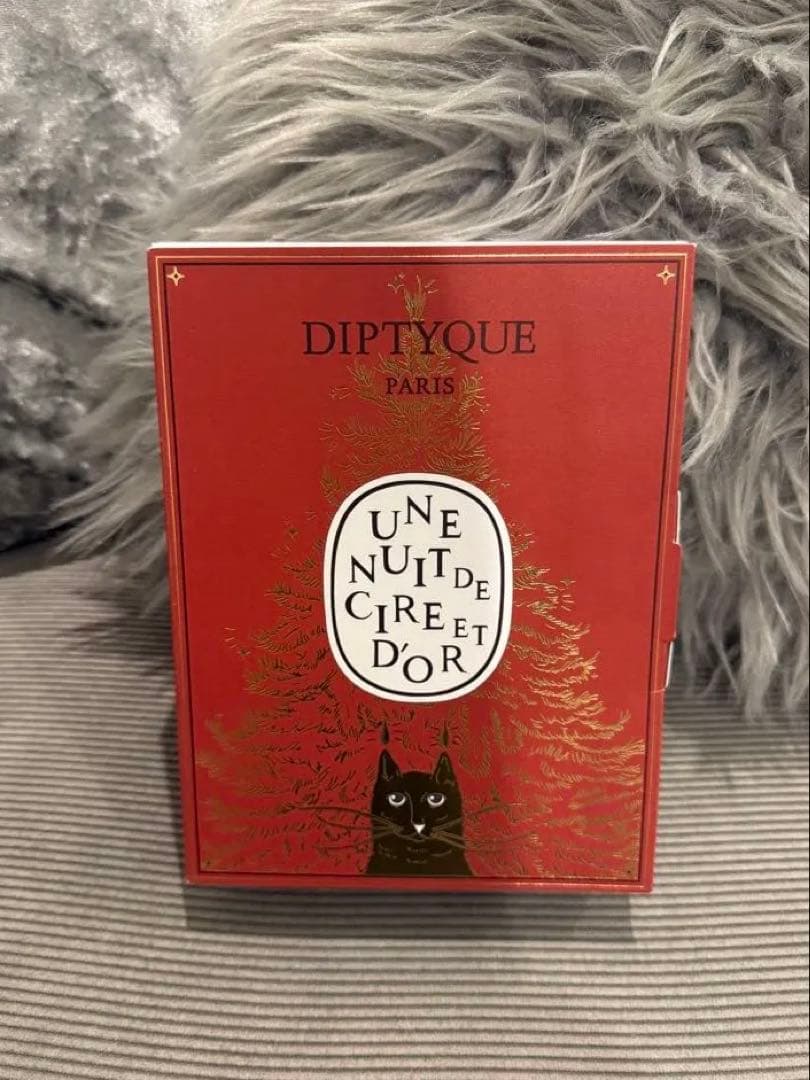 DIPTYQUE
PARIS
UNE
NUIT DE
CIRE ET
D'OR